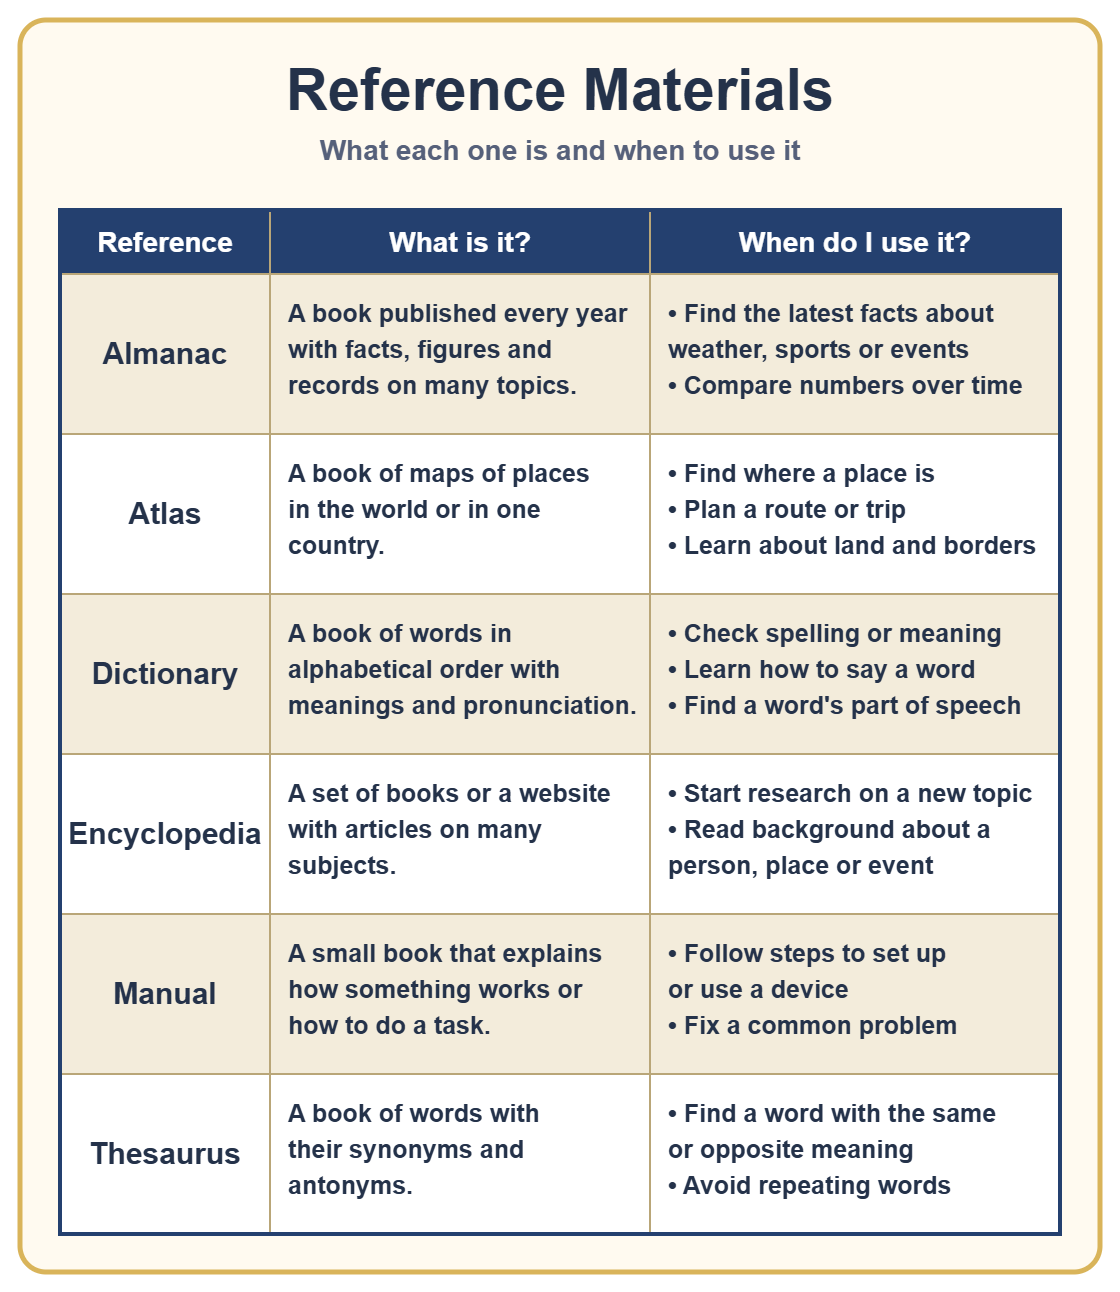 Reference Materials
What each one is and when to use it
Reference
What is it?
When do I use it?
Almanac
A book published every year
with facts, figures and
records on many topics.
• Find the latest facts about
weather, sports or events
• Compare numbers over time
Atlas
A book of maps of places
in the world or in one
country.
• Find where a place is
• Plan a route or trip
• Learn about land and borders
Dictionary
A book of words in
alphabetical order with
meanings and pronunciation.
• Check spelling or meaning
• Learn how to say a word
• Find a word's part of speech
Encyclopedia
A set of books or a website
with articles on many
subjects.
• Start research on a new topic
• Read background about a
person, place or event
Manual
A small book that explains
how something works or
how to do a task.
• Follow steps to set up
or use a device
• Fix a common problem
Thesaurus
A book of words with
their synonyms and
antonyms.
• Find a word with the same
or opposite meaning
• Avoid repeating words